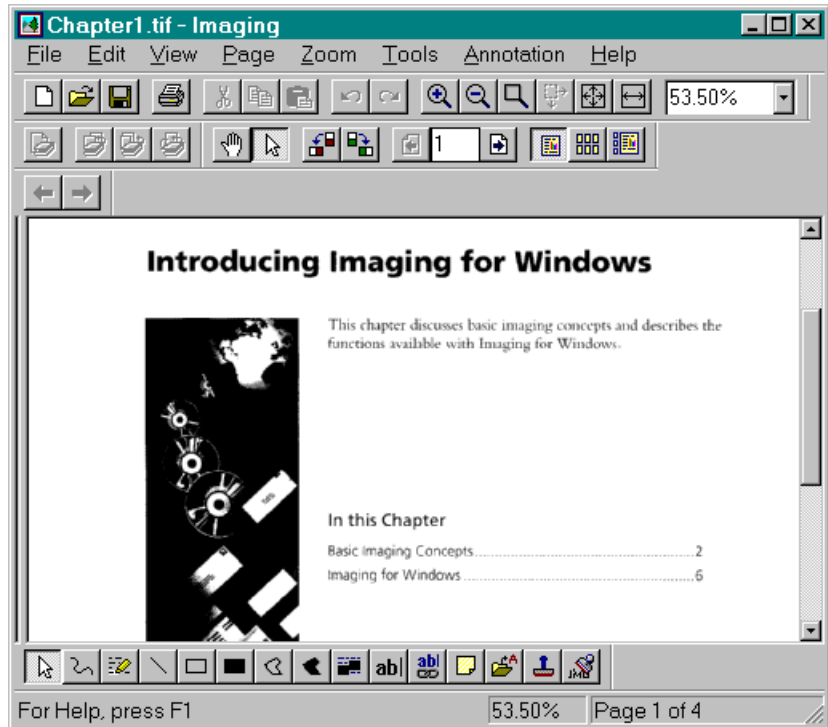 Chapter1.tif - Imaging
File Edit View Page Zoom Tools Annotation Help
53.50%
1
Introducing Imaging for Windows
This chapter discusses basic imaging concepts and describes the
functions available with Imaging for Windows.
In this Chapter
Basic Imaging Concepts.......................................................2
Imaging for Windows.........................................................6
ab| ab|
For Help, press F1 53.50% Page 1 of 4